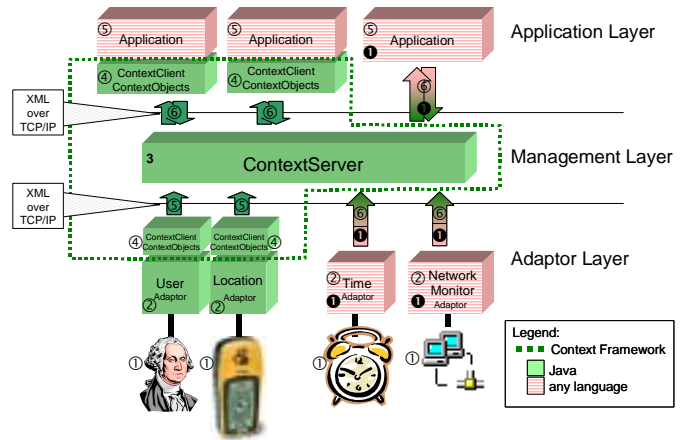 ⑤ Application
⑤ Application
⑤ Application
❶
Application Layer
④ ContextClient
ContextObjects
④ ContextClient
ContextObjects
XML
over
TCP/IP
⑥
⑥
⑥
❶
3
ContextServer
Management Layer
XML
over
TCP/IP
⑤
⑤
⑥
❶
⑥
❶
④ ContextClient
ContextObjects
ContextClient ④
ContextObjects
Adaptor Layer
User
Adaptor
②
Location
Adaptor
②
② Time
❶ Adaptor
② Network
Monitor
❶ Adaptor
①
①
①
①
Legend:
Context Framework
Java
any language